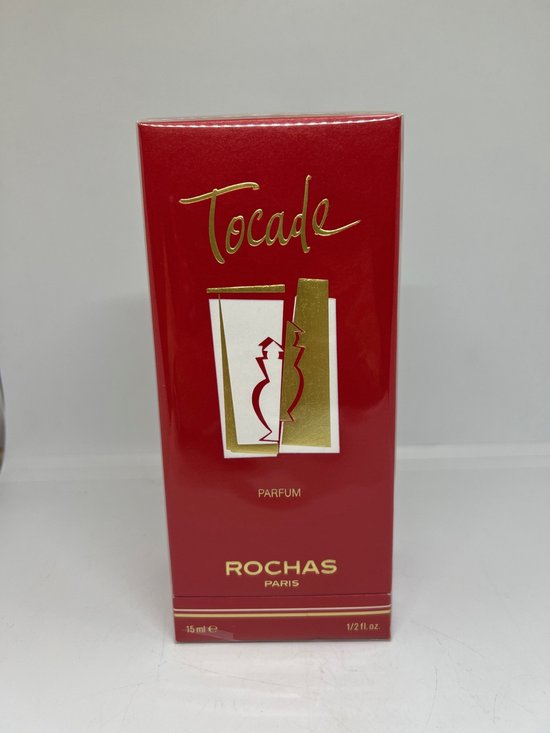 Tocade
PARFUM
ROCHAS
PARIS
15 ml ℮ 1/2 fl. oz.